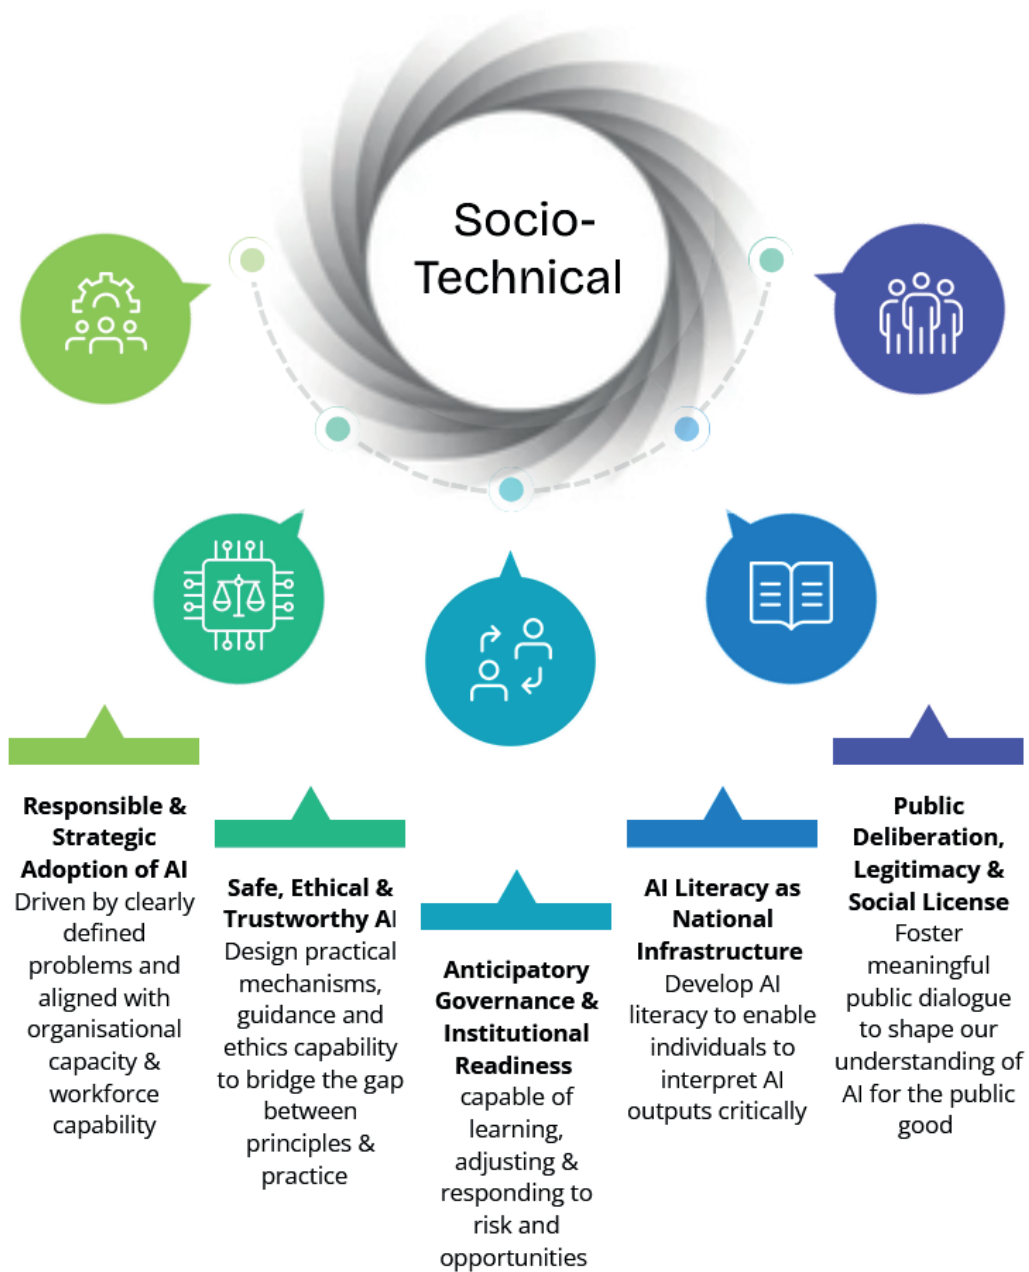 Socio-
Technical
Responsible &
Strategic
Adoption of AI
Driven by clearly
defined
problems and
aligned with
organisational
capacity &
workforce
capability
Safe, Ethical &
Trustworthy AI
Design practical
mechanisms,
guidance and
ethics capability
to bridge the gap
between
principles &
practice
Anticipatory
Governance &
Institutional
Readiness
capable of
learning,
adjusting &
responding to
risk and
opportunities
AI Literacy as
National
Infrastructure
Develop AI
literacy to enable
individuals to
interpret AI
outputs critically
Public
Deliberation,
Legitimacy &
Social License
Foster
meaningful
public dialogue
to shape our
understanding of
AI for the public
good